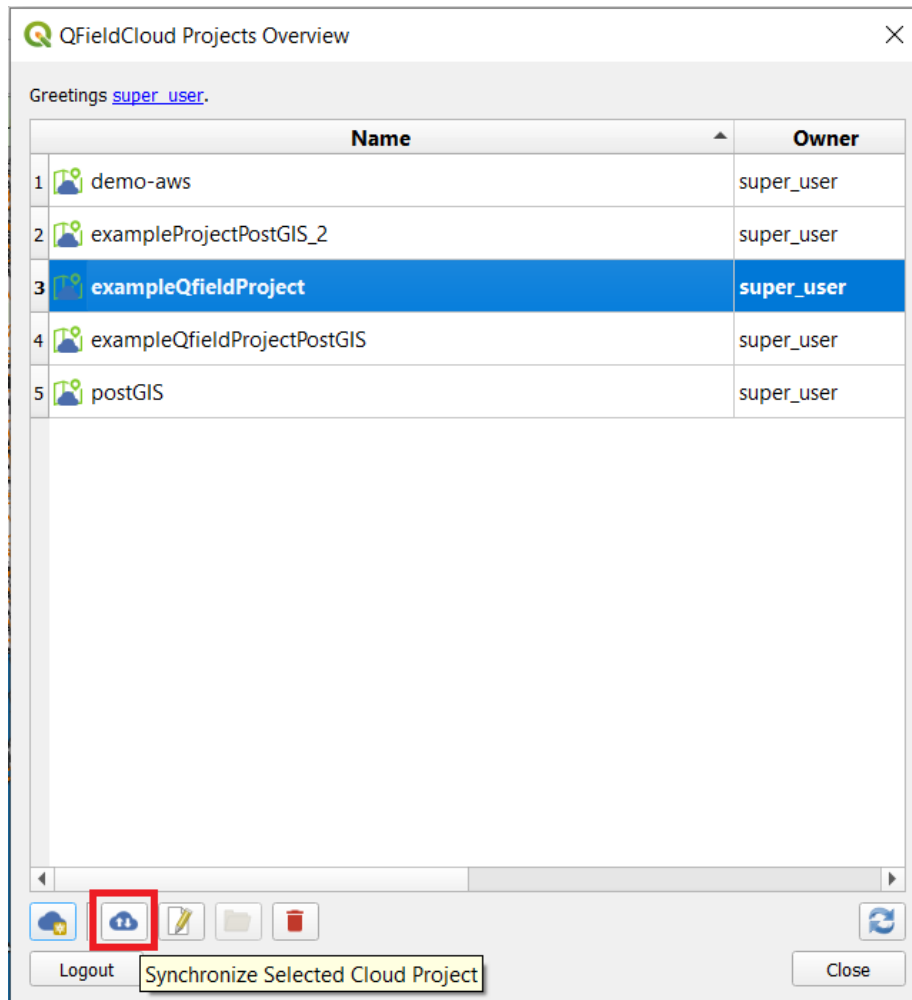 QFieldCloud Projects Overview
Greetings super_user.
Name Owner
1 demo-aws super_user
2 exampleProjectPostGIS_2 super_user
3 exampleQfieldProject super_user
4 exampleQfieldProjectPostGIS super_user
5 postGIS super_user
Logout Synchronize Selected Cloud Project Close